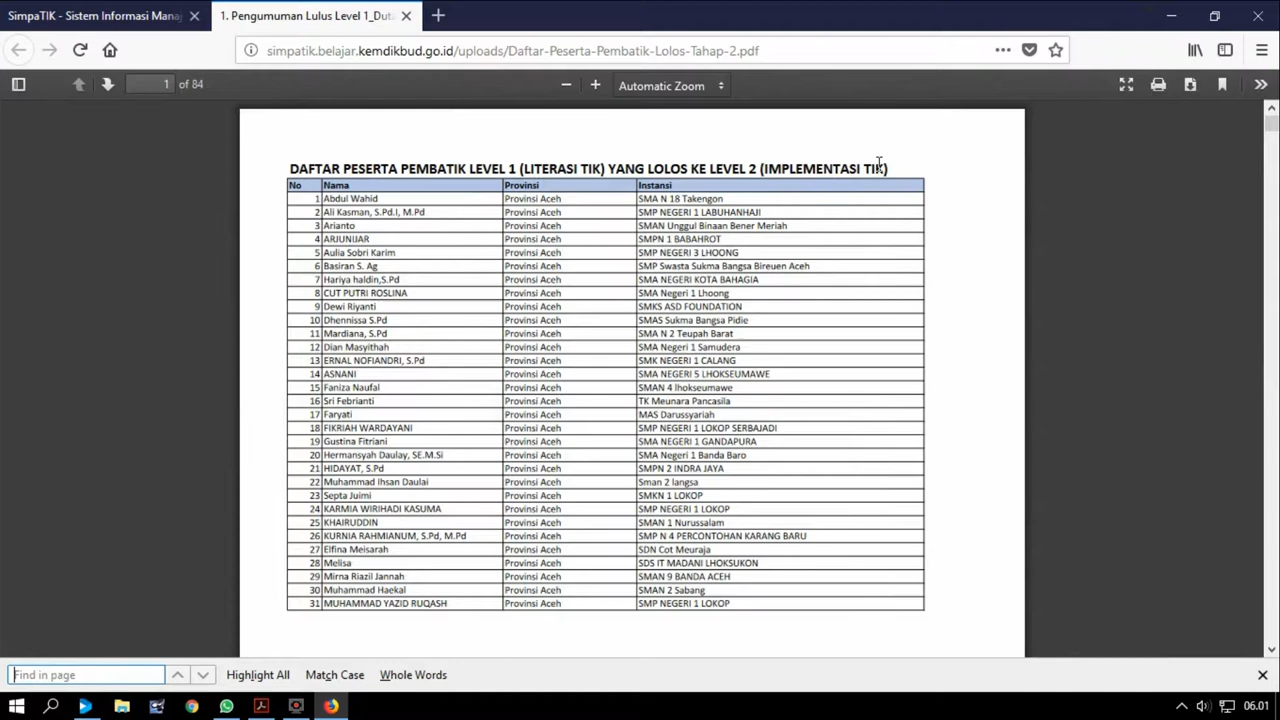 SimpaTIK - Sistem Informasi Manaj
1. Pengumuman Lulus Level 1_Duta
simpatik.belajar.kemdikbud.go.id/uploads/Daftar-Peserta-Pembatik-Lolos-Tahap-2.pdf
1 of 84
Automatic Zoom
DAFTAR PESERTA PEMBATIK LEVEL 1 (LITERASI TIK) YANG LOLOS KE LEVEL 2 (IMPLEMENTASI TIK)
No Nama Provinsi Instansi
1 Abdul Wahid Provinsi Aceh SMA N 18 Takengon
2 Ali Kasman, S.Pd.I, M.Pd Provinsi Aceh SMP NEGERI 1 LABUHANHAJI
3 Arianto Provinsi Aceh SMAN Unggul Binaan Bener Meriah
4 ARJUNIJAR Provinsi Aceh SMPN 1 BABAHROT
5 Aulia Sobri Karim Provinsi Aceh SMP NEGERI 3 LHOONG
6 Basiran S. Ag Provinsi Aceh SMP Swasta Sukma Bangsa Bireuen Aceh
7 Hariya haldin,S.Pd Provinsi Aceh SMA NEGERI KOTA BAHAGIA
8 CUT PUTRI ROSLINA Provinsi Aceh SMA Negeri 1 Lhoong
9 Dewi Riyanti Provinsi Aceh SMKS ASD FOUNDATION
10 Dhennissa S.Pd Provinsi Aceh SMAS Sukma Bangsa Pidie
11 Mardiana, S.Pd Provinsi Aceh SMA N 2 Teupah Barat
12 Dian Masyithah Provinsi Aceh SMA Negeri 1 Samudera
13 ERNAL NOFIANDRI, S.Pd Provinsi Aceh SMK NEGERI 1 CALANG
14 ASNANI Provinsi Aceh SMA NEGERI 5 LHOKSEUMAWE
15 Faniza Naufal Provinsi Aceh SMAN 4 lhokseumawe
16 Sri Febrianti Provinsi Aceh TK Meunara Pancasila
17 Faryati Provinsi Aceh MAS Darussyariah
18 FIKRIAH WARDAYANI Provinsi Aceh SMP NEGERI 1 LOKOP SERBAJADI
19 Gustina Fitriani Provinsi Aceh SMA NEGERI 1 GANDAPURA
20 Hermansyah Daulay, SE.M.Si Provinsi Aceh SMA Negeri 1 Banda Baro
21 HIDAYAT, S.Pd Provinsi Aceh SMPN 2 INDRA JAYA
22 Muhammad Ihsan Daulai Provinsi Aceh Sman 2 langsa
23 Septa Juimi Provinsi Aceh SMKN 1 LOKOP
24 KARMIA WIRIHADI KASUMA Provinsi Aceh SMP NEGERI 1 LOKOP
25 KHAIRUDDIN Provinsi Aceh SMAN 1 Nurussalam
26 KURNIA RAHMIANUM, S.Pd, M.Pd Provinsi Aceh SMP N 4 PERCONTOHAN KARANG BARU
27 Elfina Meisarah Provinsi Aceh SDN Cot Meuraja
28 Melisa Provinsi Aceh SDS IT MADANI LHOKSUKON
29 Mirna Riazil Jannah Provinsi Aceh SMAN 9 BANDA ACEH
30 Muhammad Haekal Provinsi Aceh SMAN 2 Sabang
31 MUHAMMAD YAZID RUQASH Provinsi Aceh SMP NEGERI 1 LOKOP
Find in page Highlight All Match Case Whole Words
06.01